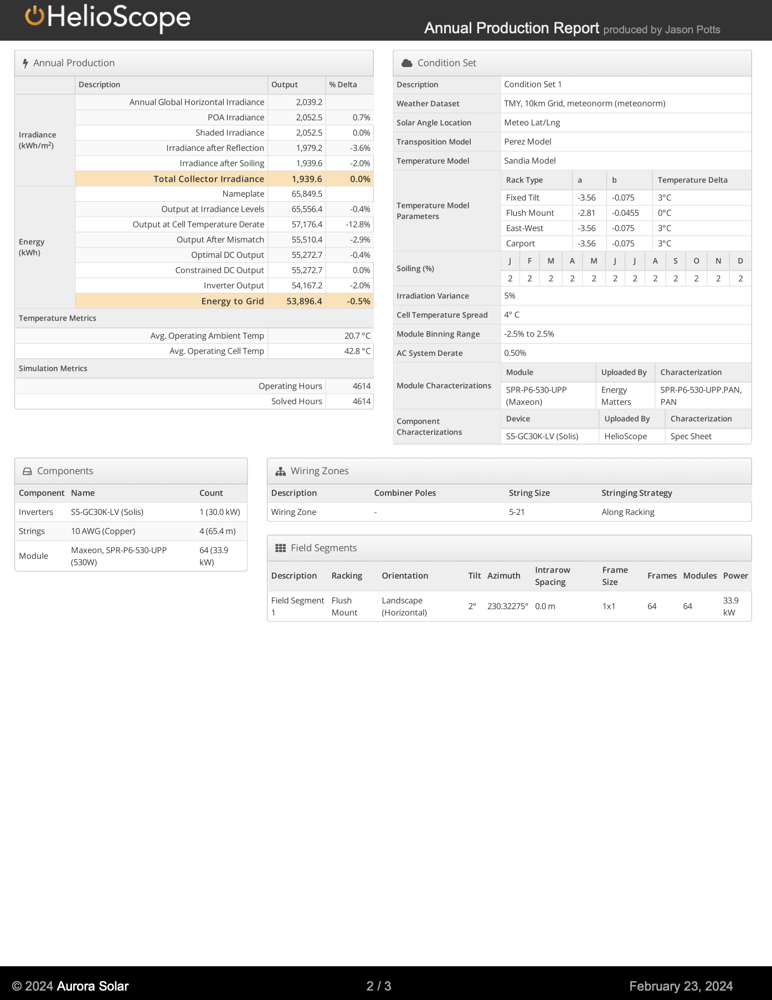 HelioScope
Annual Production Report produced by Jason Potts
Annual Production
Description Output % Delta
Irradiance
(kWh/m²)
Annual Global Horizontal Irradiance 2,039.2
POA Irradiance 2,052.5 0.7%
Shaded Irradiance 2,052.5 0.0%
Irradiance after Reflection 1,979.2 -3.6%
Irradiance after Soiling 1,939.6 -2.0%
Total Collector Irradiance 1,939.6 0.0%
Energy
(kWh)
Nameplate 65,849.5
Output at Irradiance Levels 65,556.4 -0.4%
Output at Cell Temperature Derate 57,176.4 -12.8%
Output After Mismatch 55,510.4 -2.9%
Optimal DC Output 55,272.7 -0.4%
Constrained DC Output 55,272.7 0.0%
Inverter Output 54,167.2 -2.0%
Energy to Grid 53,896.4 -0.5%
Temperature Metrics
Avg. Operating Ambient Temp 20.7 °C
Avg. Operating Cell Temp 42.8 °C
Simulation Metrics
Operating Hours 4614
Solved Hours 4614
Condition Set
Description Condition Set 1
Weather Dataset TMY, 10km Grid, meteonorm (meteonorm)
Solar Angle Location Meteo Lat/Lng
Transposition Model Perez Model
Temperature Model Sandia Model
Temperature Model
Parameters
Rack Type a b Temperature Delta
Fixed Tilt -3.56 -0.075 3°C
Flush Mount -2.81 -0.0455 0°C
East-West -3.56 -0.075 3°C
Carport -3.56 -0.075 3°C
Soiling (%)
J F M A M J J A S O N D
2 2 2 2 2 2 2 2 2 2 2 2
Irradiation Variance 5%
Cell Temperature Spread 4° C
Module Binning Range -2.5% to 2.5%
AC System Derate 0.50%
Module Characterizations
Module Uploaded By Characterization
SPR-P6-530-UPP Energy SPR-P6-530-UPP.PAN,
(Maxeon) Matters PAN
Component
Characterizations
Device Uploaded By Characterization
S5-GC30K-LV (Solis) HelioScope Spec Sheet
Components
Component Name Count
Inverters S5-GC30K-LV (Solis) 1 (30.0 kW)
Strings 10 AWG (Copper) 4 (65.4 m)
Module
Maxeon, SPR-P6-530-UPP 64 (33.9
(530W) kW)
Wiring Zones
Description Combiner Poles String Size Stringing Strategy
Wiring Zone - 5-21 Along Racking
Field Segments
Description Racking Orientation Tilt Azimuth Intrarow
Spacing Frame
Size Frames Modules Power
Field Segment
1 Flush
Mount Landscape
(Horizontal) 2° 230.32275° 0.0 m 1x1 64 64 33.9
kW
© 2024 Aurora Solar 2 / 3 February 23, 2024